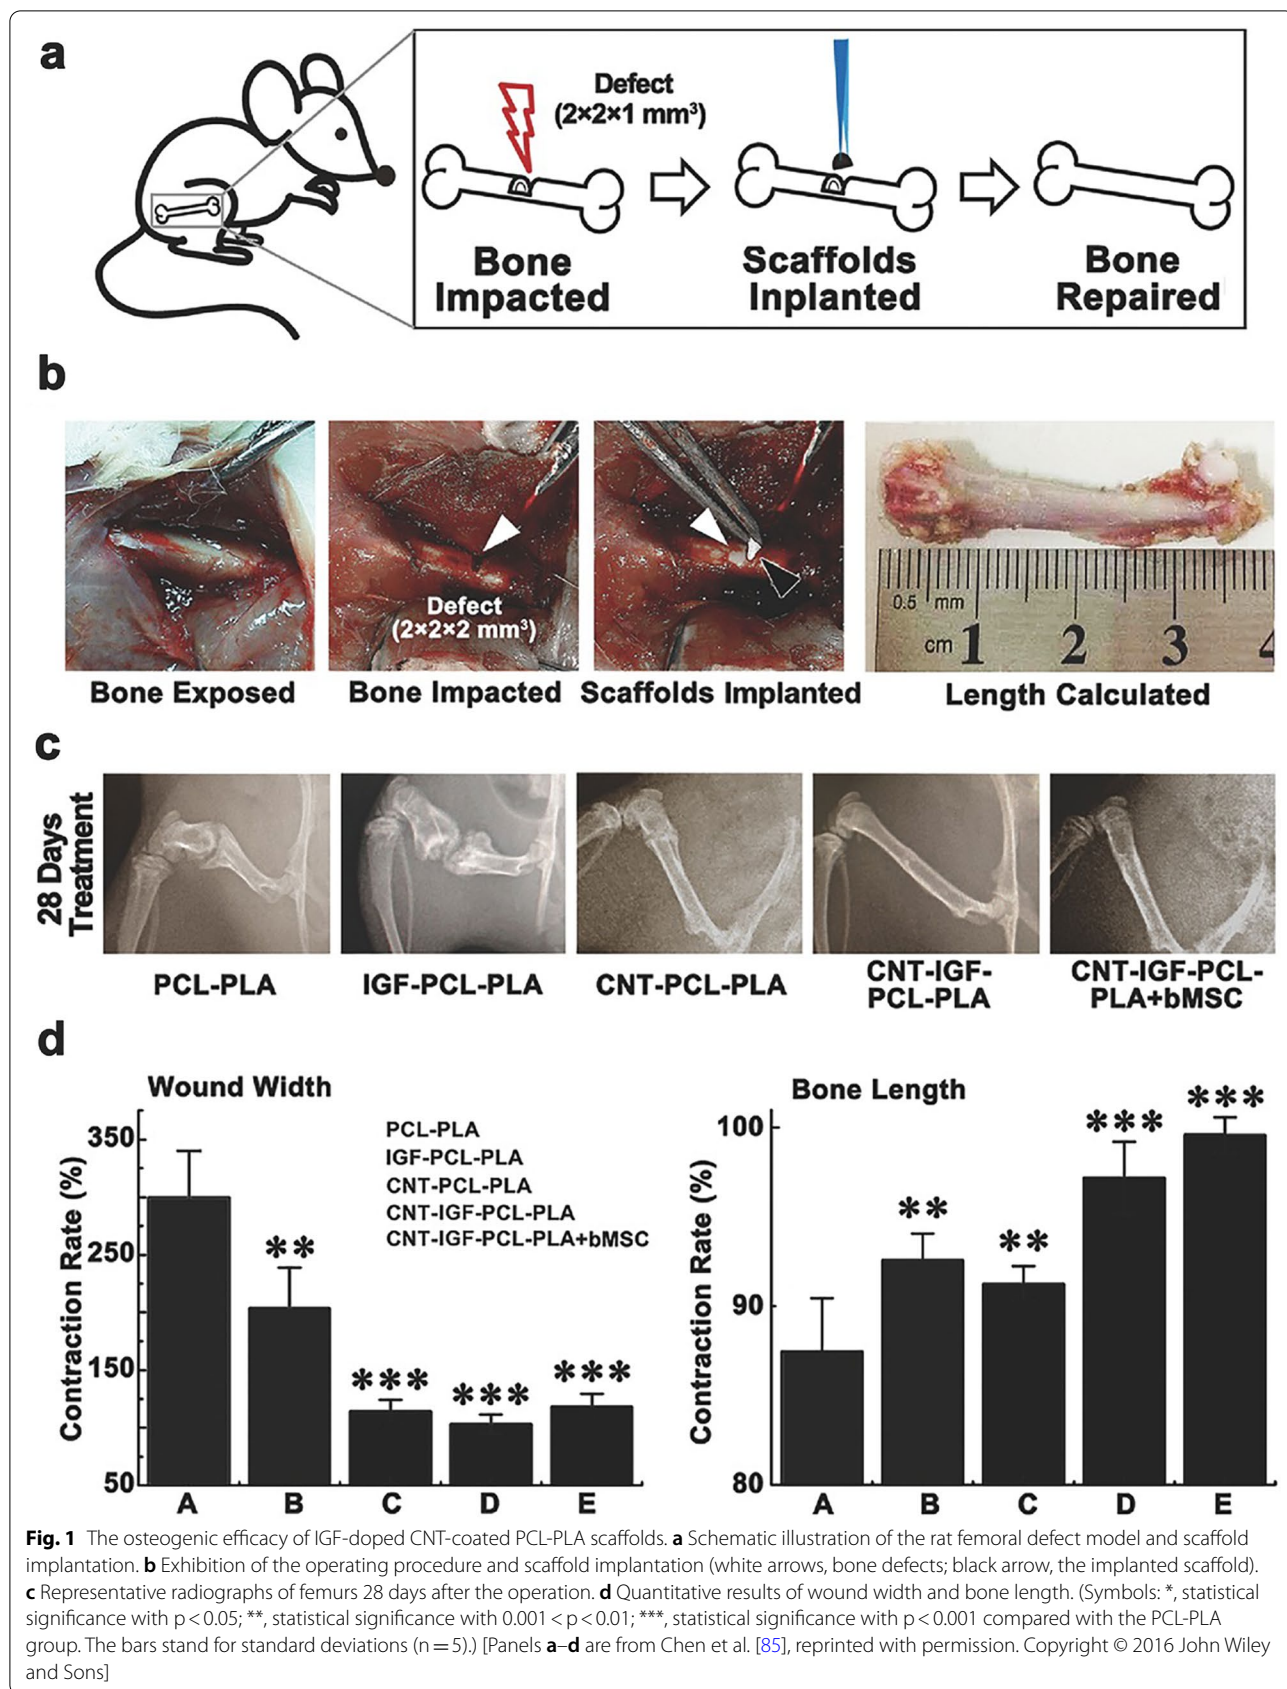 a
Defect
(2×2×1 mm³)
Bone
Impacted
Scaffolds
Inplanted
Bone
Repaired
b
Defect
(2×2×2 mm³)
0.5 mm
cm 1 2 3 4
Bone Exposed
Bone Impacted
Scaffolds Implanted
Length Calculated
c
28 Days
Treatment
PCL-PLA
IGF-PCL-PLA
CNT-PCL-PLA
CNT-IGF-
PCL-PLA
CNT-IGF-PCL-
PLA+bMSC
d
Wound Width
Contraction Rate (%)
350
250
150
50
PCL-PLA
IGF-PCL-PLA
CNT-PCL-PLA
CNT-IGF-PCL-PLA
CNT-IGF-PCL-PLA+bMSC
**
***
***
***
A B C D E
Bone Length
Contraction Rate (%)
100
90
80
**
**
***
***
A B C D E
Fig. 1 The osteogenic efficacy of IGF-doped CNT-coated PCL-PLA scaffolds. a Schematic illustration of the rat femoral defect model and scaffold
implantation. b Exhibition of the operating procedure and scaffold implantation (white arrows, bone defects; black arrow, the implanted scaffold).
c Representative radiographs of femurs 28 days after the operation. d Quantitative results of wound width and bone length. (Symbols: *, statistical
significance with p < 0.05; **, statistical significance with 0.001 < p < 0.01; ***, statistical significance with p < 0.001 compared with the PCL-PLA
group. The bars stand for standard deviations (n = 5).) [Panels a–d are from Chen et al. [85], reprinted with permission. Copyright © 2016 John Wiley
and Sons]